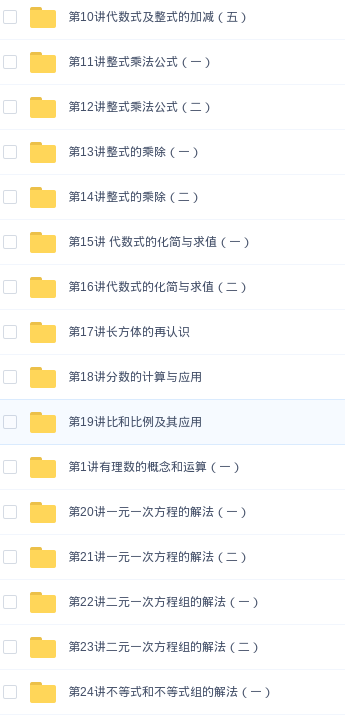 第10讲代数式及整式的加减（五）
第11讲整式乘法公式（一）
第12讲整式乘法公式（二）
第13讲整式的乘除（一）
第14讲整式的乘除（二）
第15讲 代数式的化简与求值（一）
第16讲代数式的化简与求值（二）
第17讲长方体的再认识
第18讲分数的计算与应用
第19讲比和比例及其应用
第1讲有理数的概念和运算（一）
第20讲一元一次方程的解法（一）
第21讲一元一次方程的解法（二）
第22讲二元一次方程组的解法（一）
第23讲二元一次方程组的解法（二）
第24讲不等式和不等式组的解法（一）